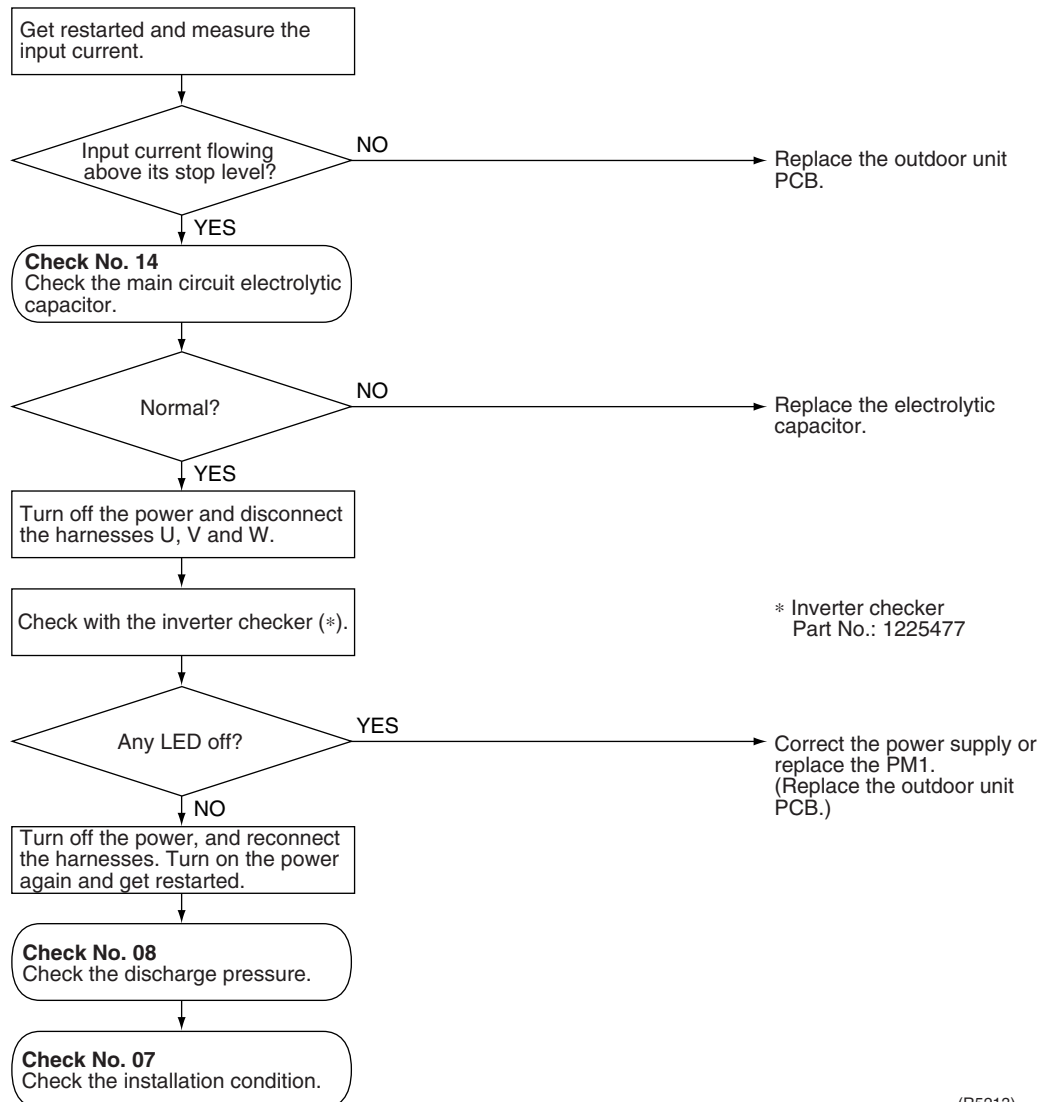 Get restarted and measure the
input current.
Input current flowing
above its stop level?
NO
Replace the outdoor unit
PCB.
YES
Check No. 14
Check the main circuit electrolytic
capacitor.
Normal?
NO
Replace the electrolytic
capacitor.
YES
Turn off the power and disconnect
the harnesses U, V and W.
Check with the inverter checker (*).
* Inverter checker
Part No.: 1225477
Any LED off?
YES
Correct the power supply or
replace the PM1.
(Replace the outdoor unit
PCB.)
NO
Turn off the power, and reconnect
the harnesses. Turn on the power
again and get restarted.
Check No. 08
Check the discharge pressure.
Check No. 07
Check the installation condition.